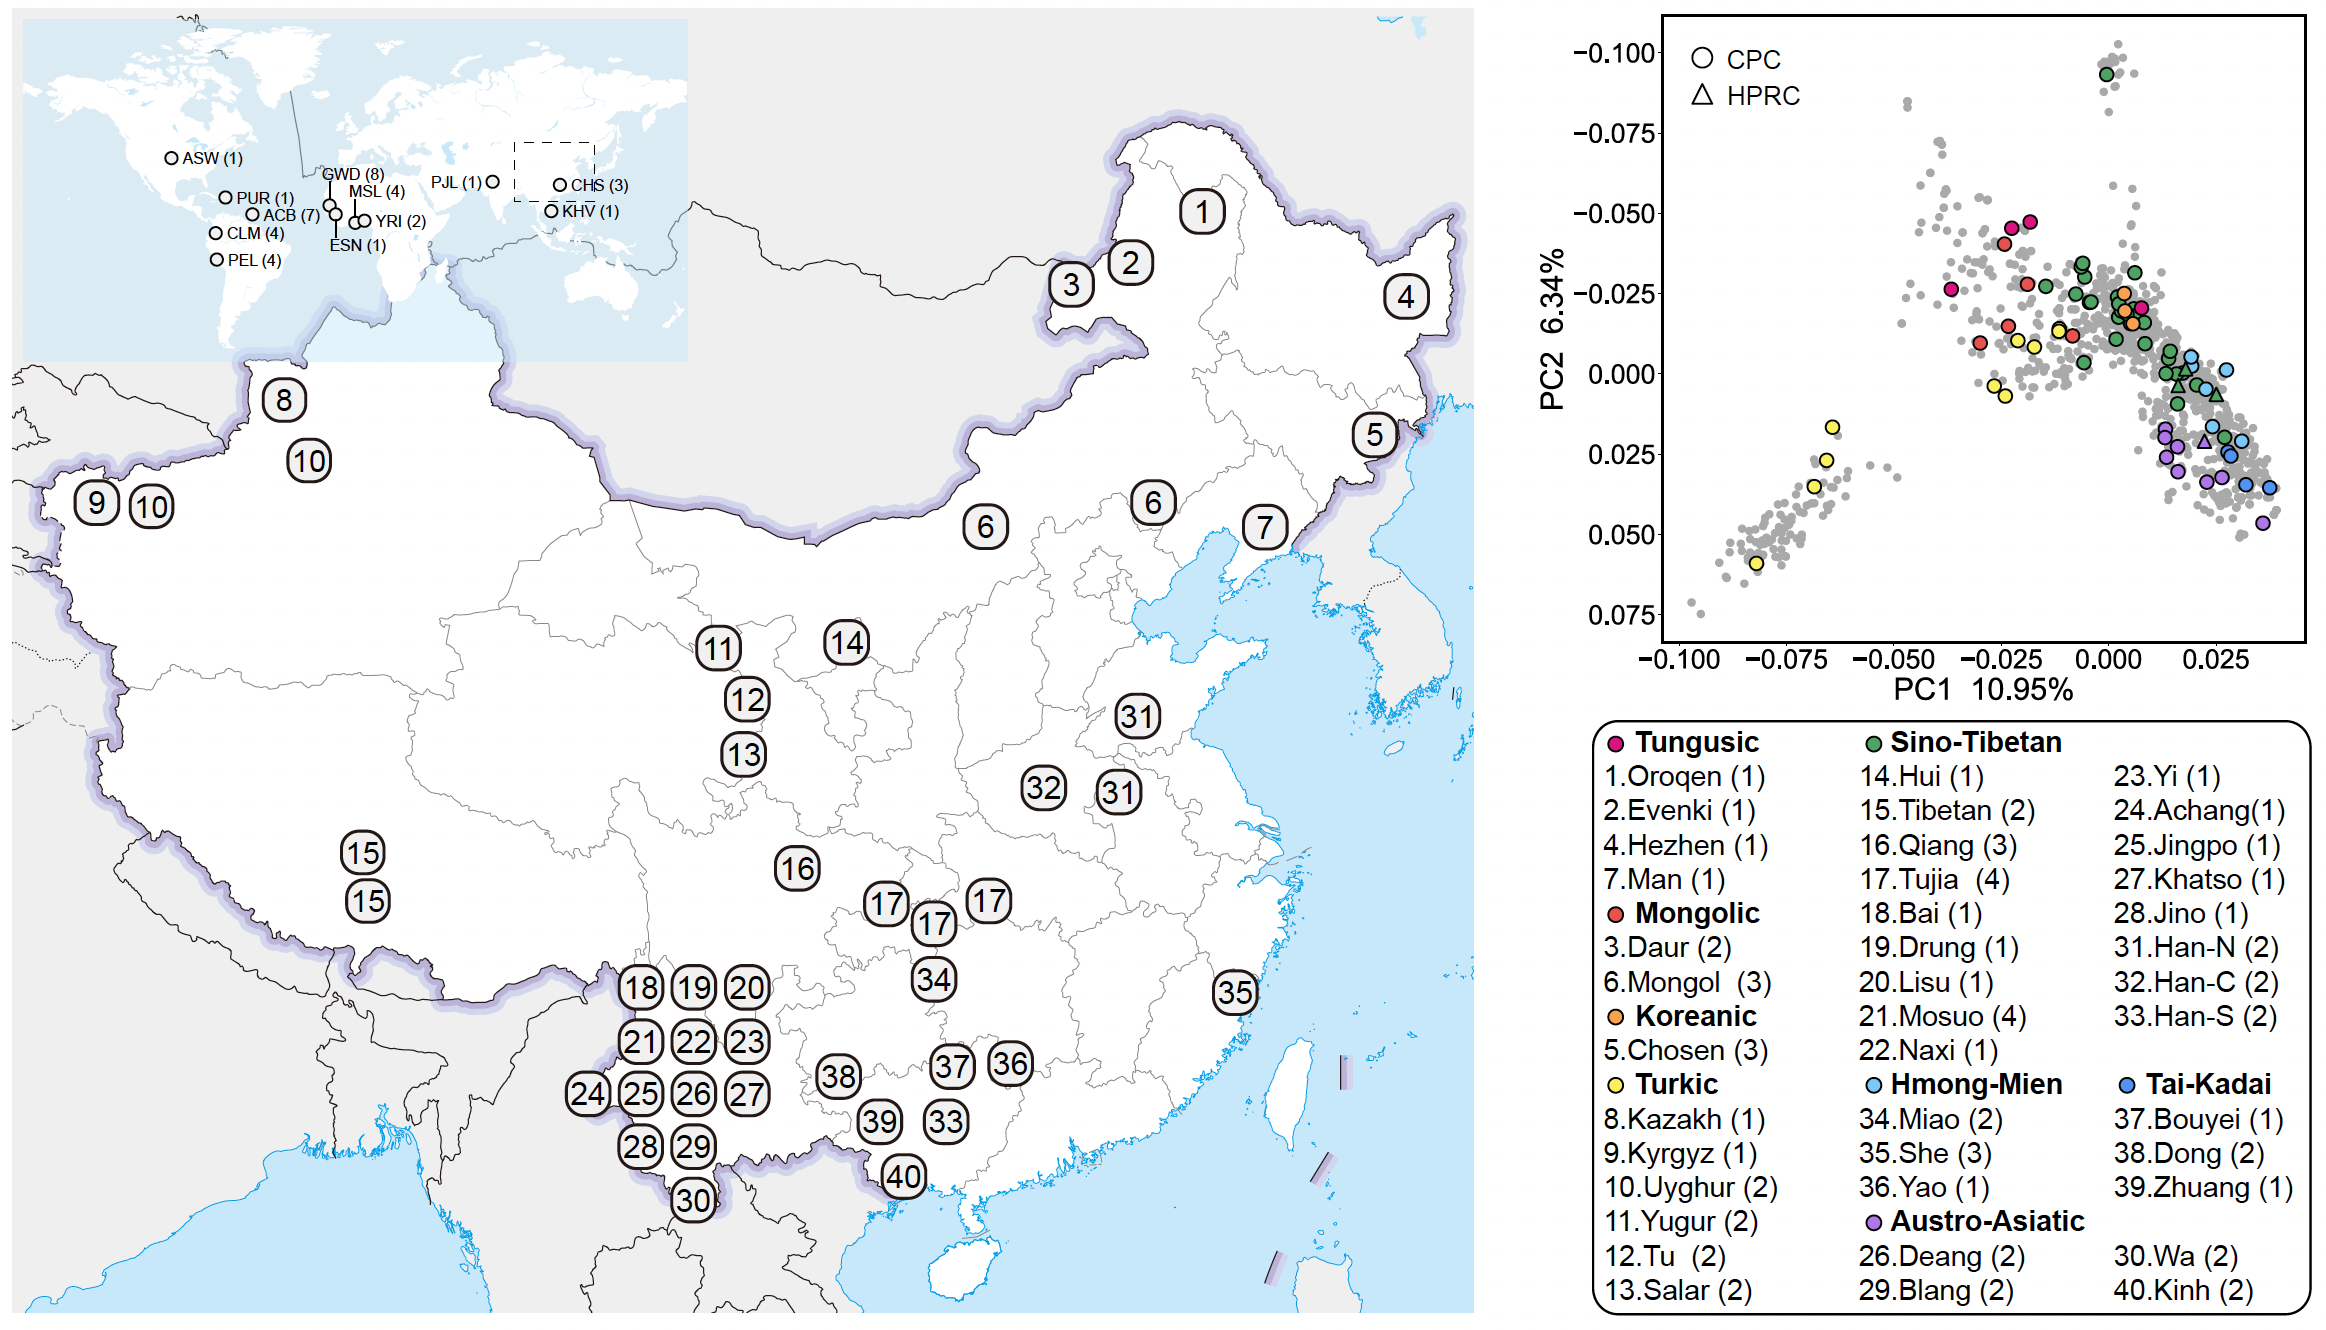 ASW (1)
PUR (1)
ACB (7)
CLM (4)
PEL (4)
GWD (8)
MSL (4)
YRI (2)
ESN (1)
PJL (1)
CHS (3)
KHV (1)
1
2
3
4
5
6
6
7
8
9
10
10
11
12
13
14
15
15
16
17
17
17
18
19
20
21
22
23
24
25
26
27
28
29
30
31
31
32
33
34
35
36
37
38
39
40
CPC
HPRC
PC2 6.34%
−0.100
−0.075
−0.050
−0.025
0.000
0.025
0.050
0.075
−0.100 −0.075 −0.050 −0.025 0.000 0.025
PC1 10.95%
Tungusic
1.Oroqen (1)
2.Evenki (1)
4.Hezhen (1)
7.Man (1)
Mongolic
3.Daur (2)
6.Mongol (3)
Koreanic
5.Chosen (3)
Turkic
8.Kazakh (1)
9.Kyrgyz (1)
10.Uyghur (2)
11.Yugur (2)
12.Tu (2)
13.Salar (2)
Sino-Tibetan
14.Hui (1)
15.Tibetan (2)
16.Qiang (3)
17.Tujia (4)
18.Bai (1)
19.Drung (1)
20.Lisu (1)
21.Mosuo (4)
22.Naxi (1)
23.Yi (1)
24.Achang(1)
25.Jingpo (1)
27.Khatso (1)
28.Jino (1)
31.Han-N (2)
32.Han-C (2)
33.Han-S (2)
Hmong-Mien
34.Miao (2)
35.She (3)
36.Yao (1)
Tai-Kadai
37.Bouyei (1)
38.Dong (2)
39.Zhuang (1)
Austro-Asiatic
26.Deang (2)
29.Blang (2)
30.Wa (2)
40.Kinh (2)